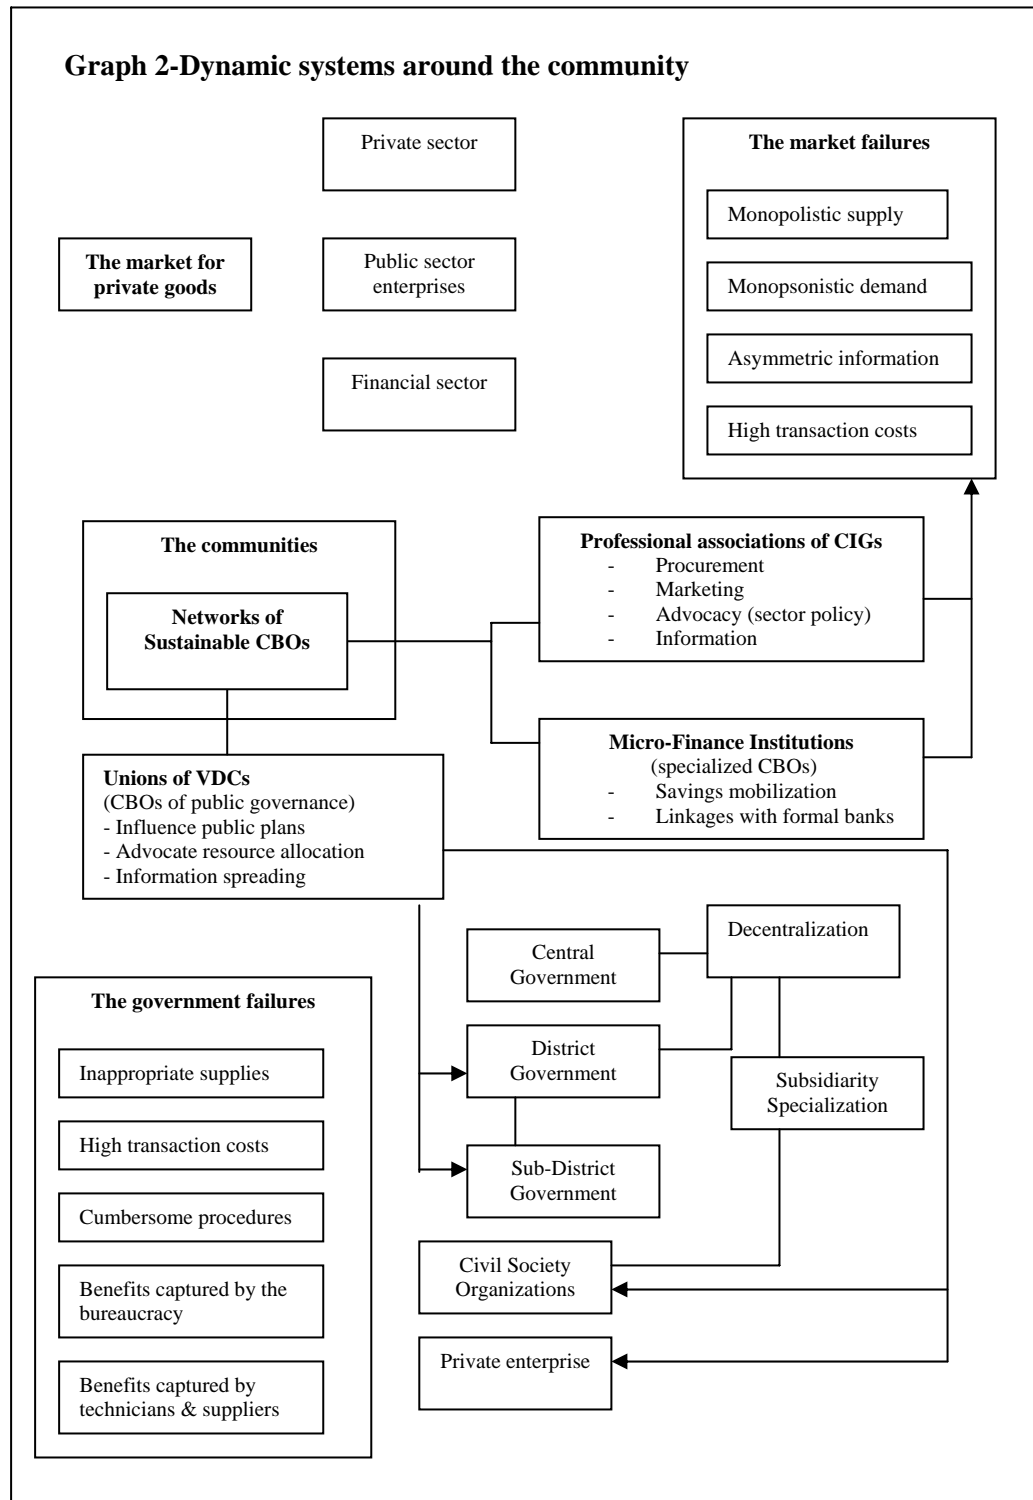 Graph 2-Dynamic systems around the community
Private sector
The market for
private goods
Public sector
enterprises
Financial sector
The market failures
Monopolistic supply
Monopsonistic demand
Asymmetric information
High transaction costs
The communities
Networks of
Sustainable CBOs
Professional associations of CIGs
- Procurement
- Marketing
- Advocacy (sector policy)
- Information
Micro-Finance Institutions
(specialized CBOs)
- Savings mobilization
- Linkages with formal banks
Unions of VDCs
(CBOs of public governance)
- Influence public plans
- Advocate resource allocation
- Information spreading
Central
Government
Decentralization
District
Government
Subsidiarity
Specialization
Sub-District
Government
Civil Society
Organizations
Private enterprise
The government failures
Inappropriate supplies
High transaction costs
Cumbersome procedures
Benefits captured by the
bureaucracy
Benefits captured by
technicians & suppliers